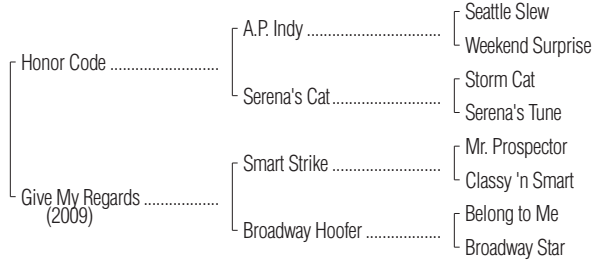 Seattle Slew
A.P. Indy ................................
Weekend Surprise
Honor Code ..........................
Storm Cat
Serena's Cat..........................
Serena's Tune
Mr. Prospector
Smart Strike ..........................
Classy 'n Smart
Give My Regards ..................
(2009)
Belong to Me
Broadway Hoofer ..................
Broadway Star